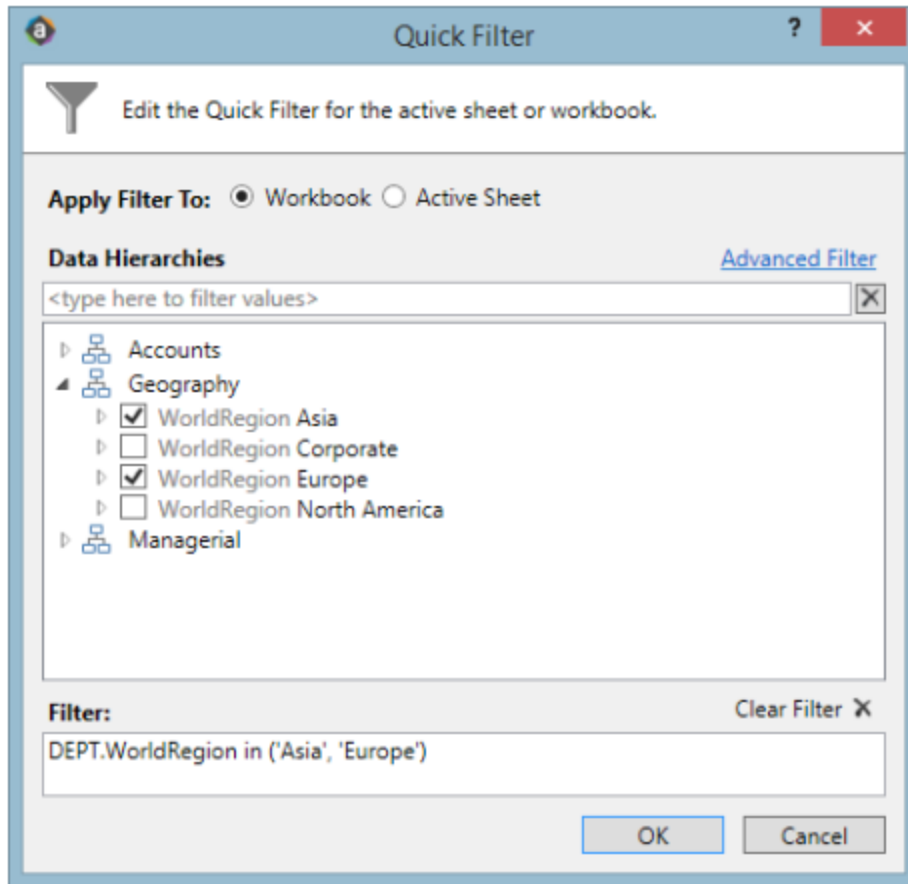 Quick Filter
?
Edit the Quick Filter for the active sheet or workbook.
Apply Filter To: Workbook Active Sheet
Data Hierarchies Advanced Filter
<type here to filter values>
Accounts
Geography
WorldRegion Asia
WorldRegion Corporate
WorldRegion Europe
WorldRegion North America
Managerial
Filter: Clear Filter
DEPT.WorldRegion in ('Asia', 'Europe')
OK Cancel